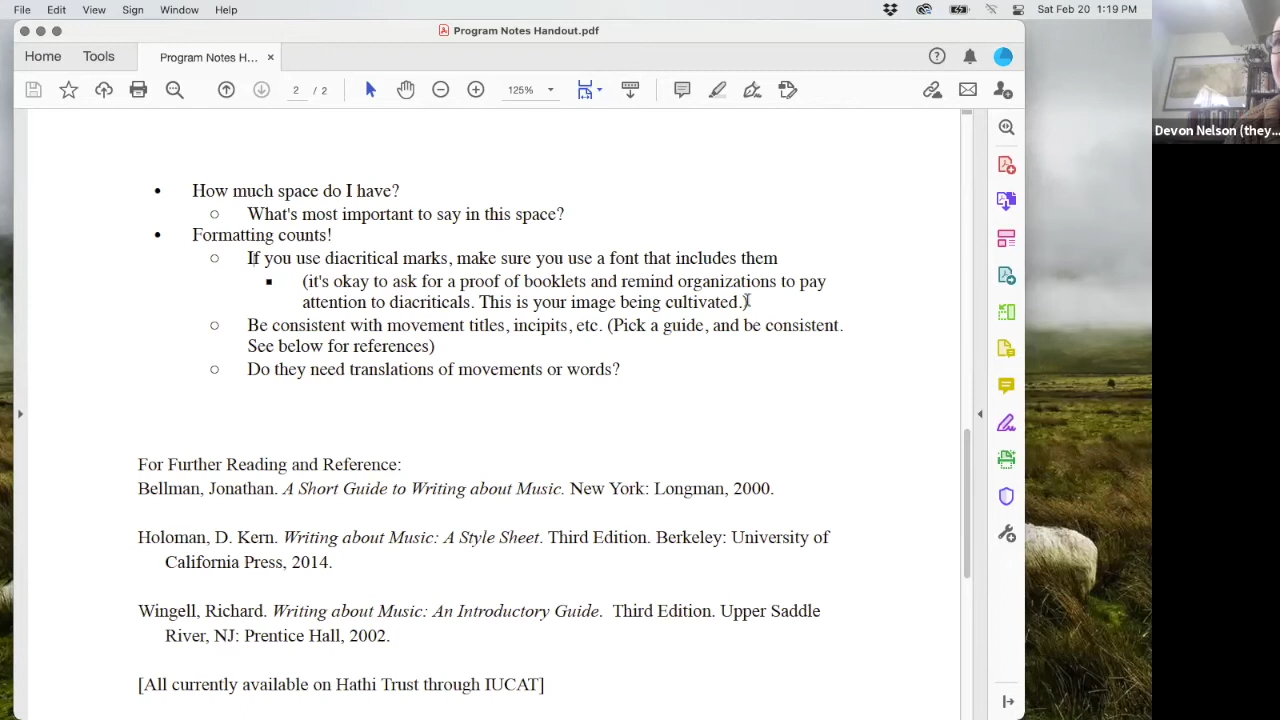 File Edit View Sign Window Help
Sat Feb 20 1:19 PM
Program Notes Handout.pdf
Home Tools Program Notes H... ×
2 / 2 125%
Devon Nelson (they...
• How much space do I have?
○ What's most important to say in this space?
• Formatting counts!
○ If you use diacritical marks, make sure you use a font that includes them
▪ (it's okay to ask for a proof of booklets and remind organizations to pay
attention to diacriticals. This is your image being cultivated.)
○ Be consistent with movement titles, incipits, etc. (Pick a guide, and be consistent.
See below for references)
○ Do they need translations of movements or words?
For Further Reading and Reference:
Bellman, Jonathan. A Short Guide to Writing about Music. New York: Longman, 2000.
Holoman, D. Kern. Writing about Music: A Style Sheet. Third Edition. Berkeley: University of
California Press, 2014.
Wingell, Richard. Writing about Music: An Introductory Guide. Third Edition. Upper Saddle
River, NJ: Prentice Hall, 2002.
[All currently available on Hathi Trust through IUCAT]